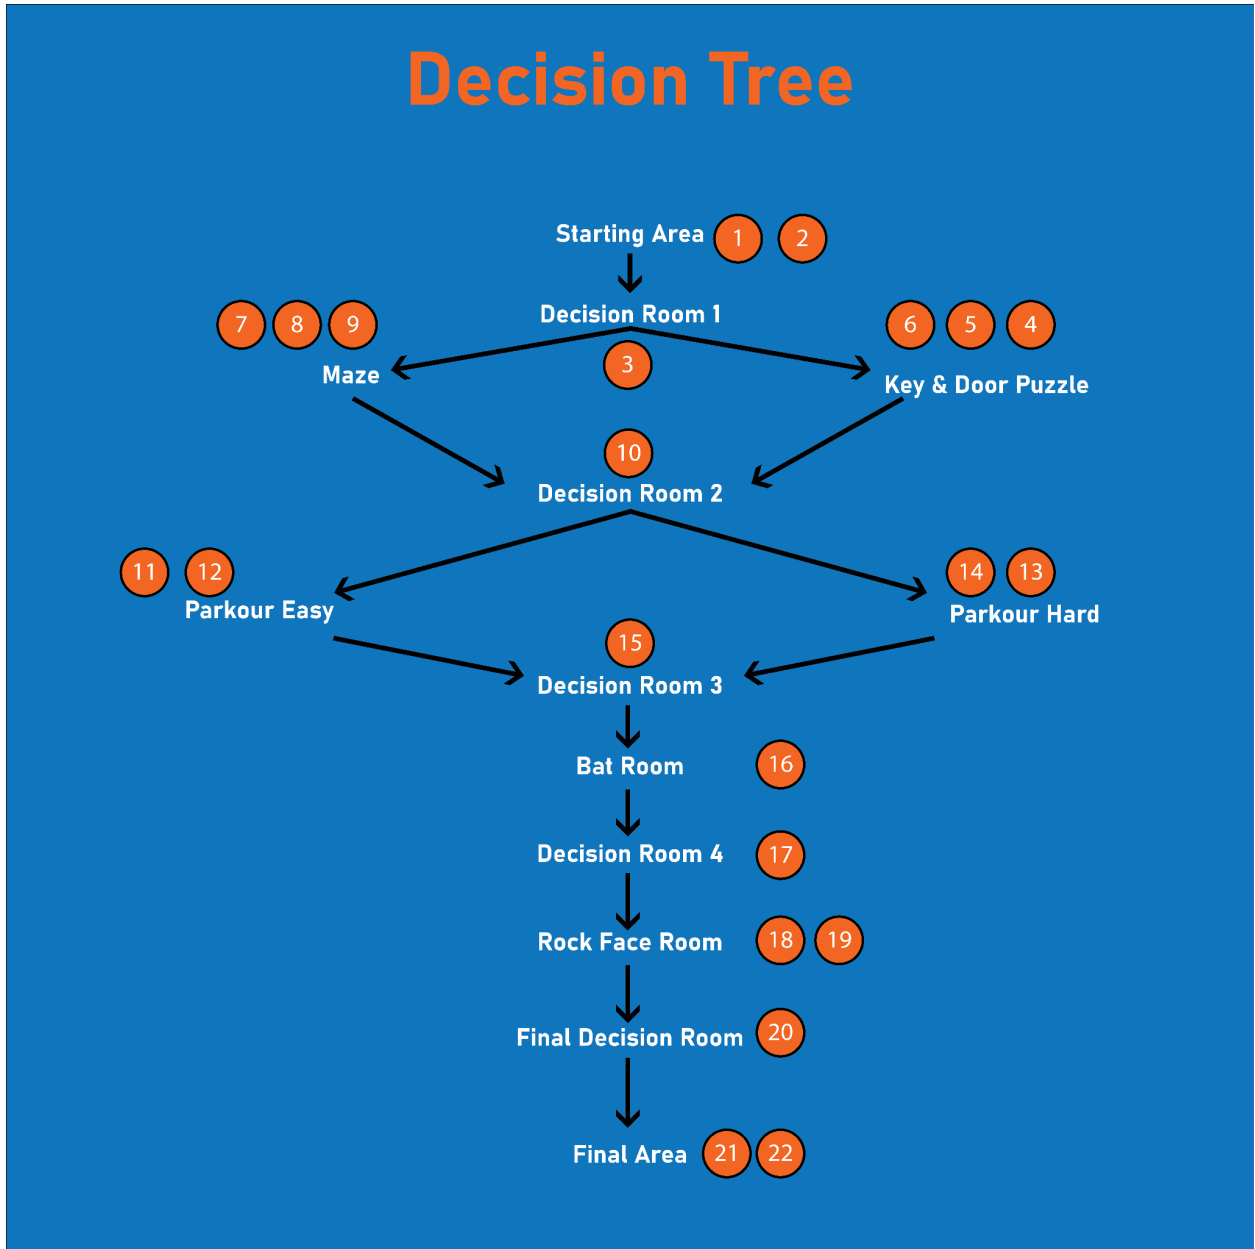 Decision Tree
Starting Area 1 2
Decision Room 1
7 8 9
6 5 4
3
Maze
Key & Door Puzzle
10
Decision Room 2
11 12
14 13
Parkour Easy
Parkour Hard
15
Decision Room 3
Bat Room 16
Decision Room 4 17
Rock Face Room 18 19
Final Decision Room 20
Final Area 21 22